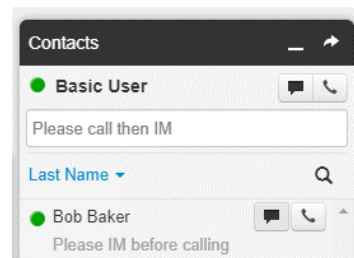 Contacts
Basic User
Please call then IM
Last Name
Bob Baker
Please IM before calling